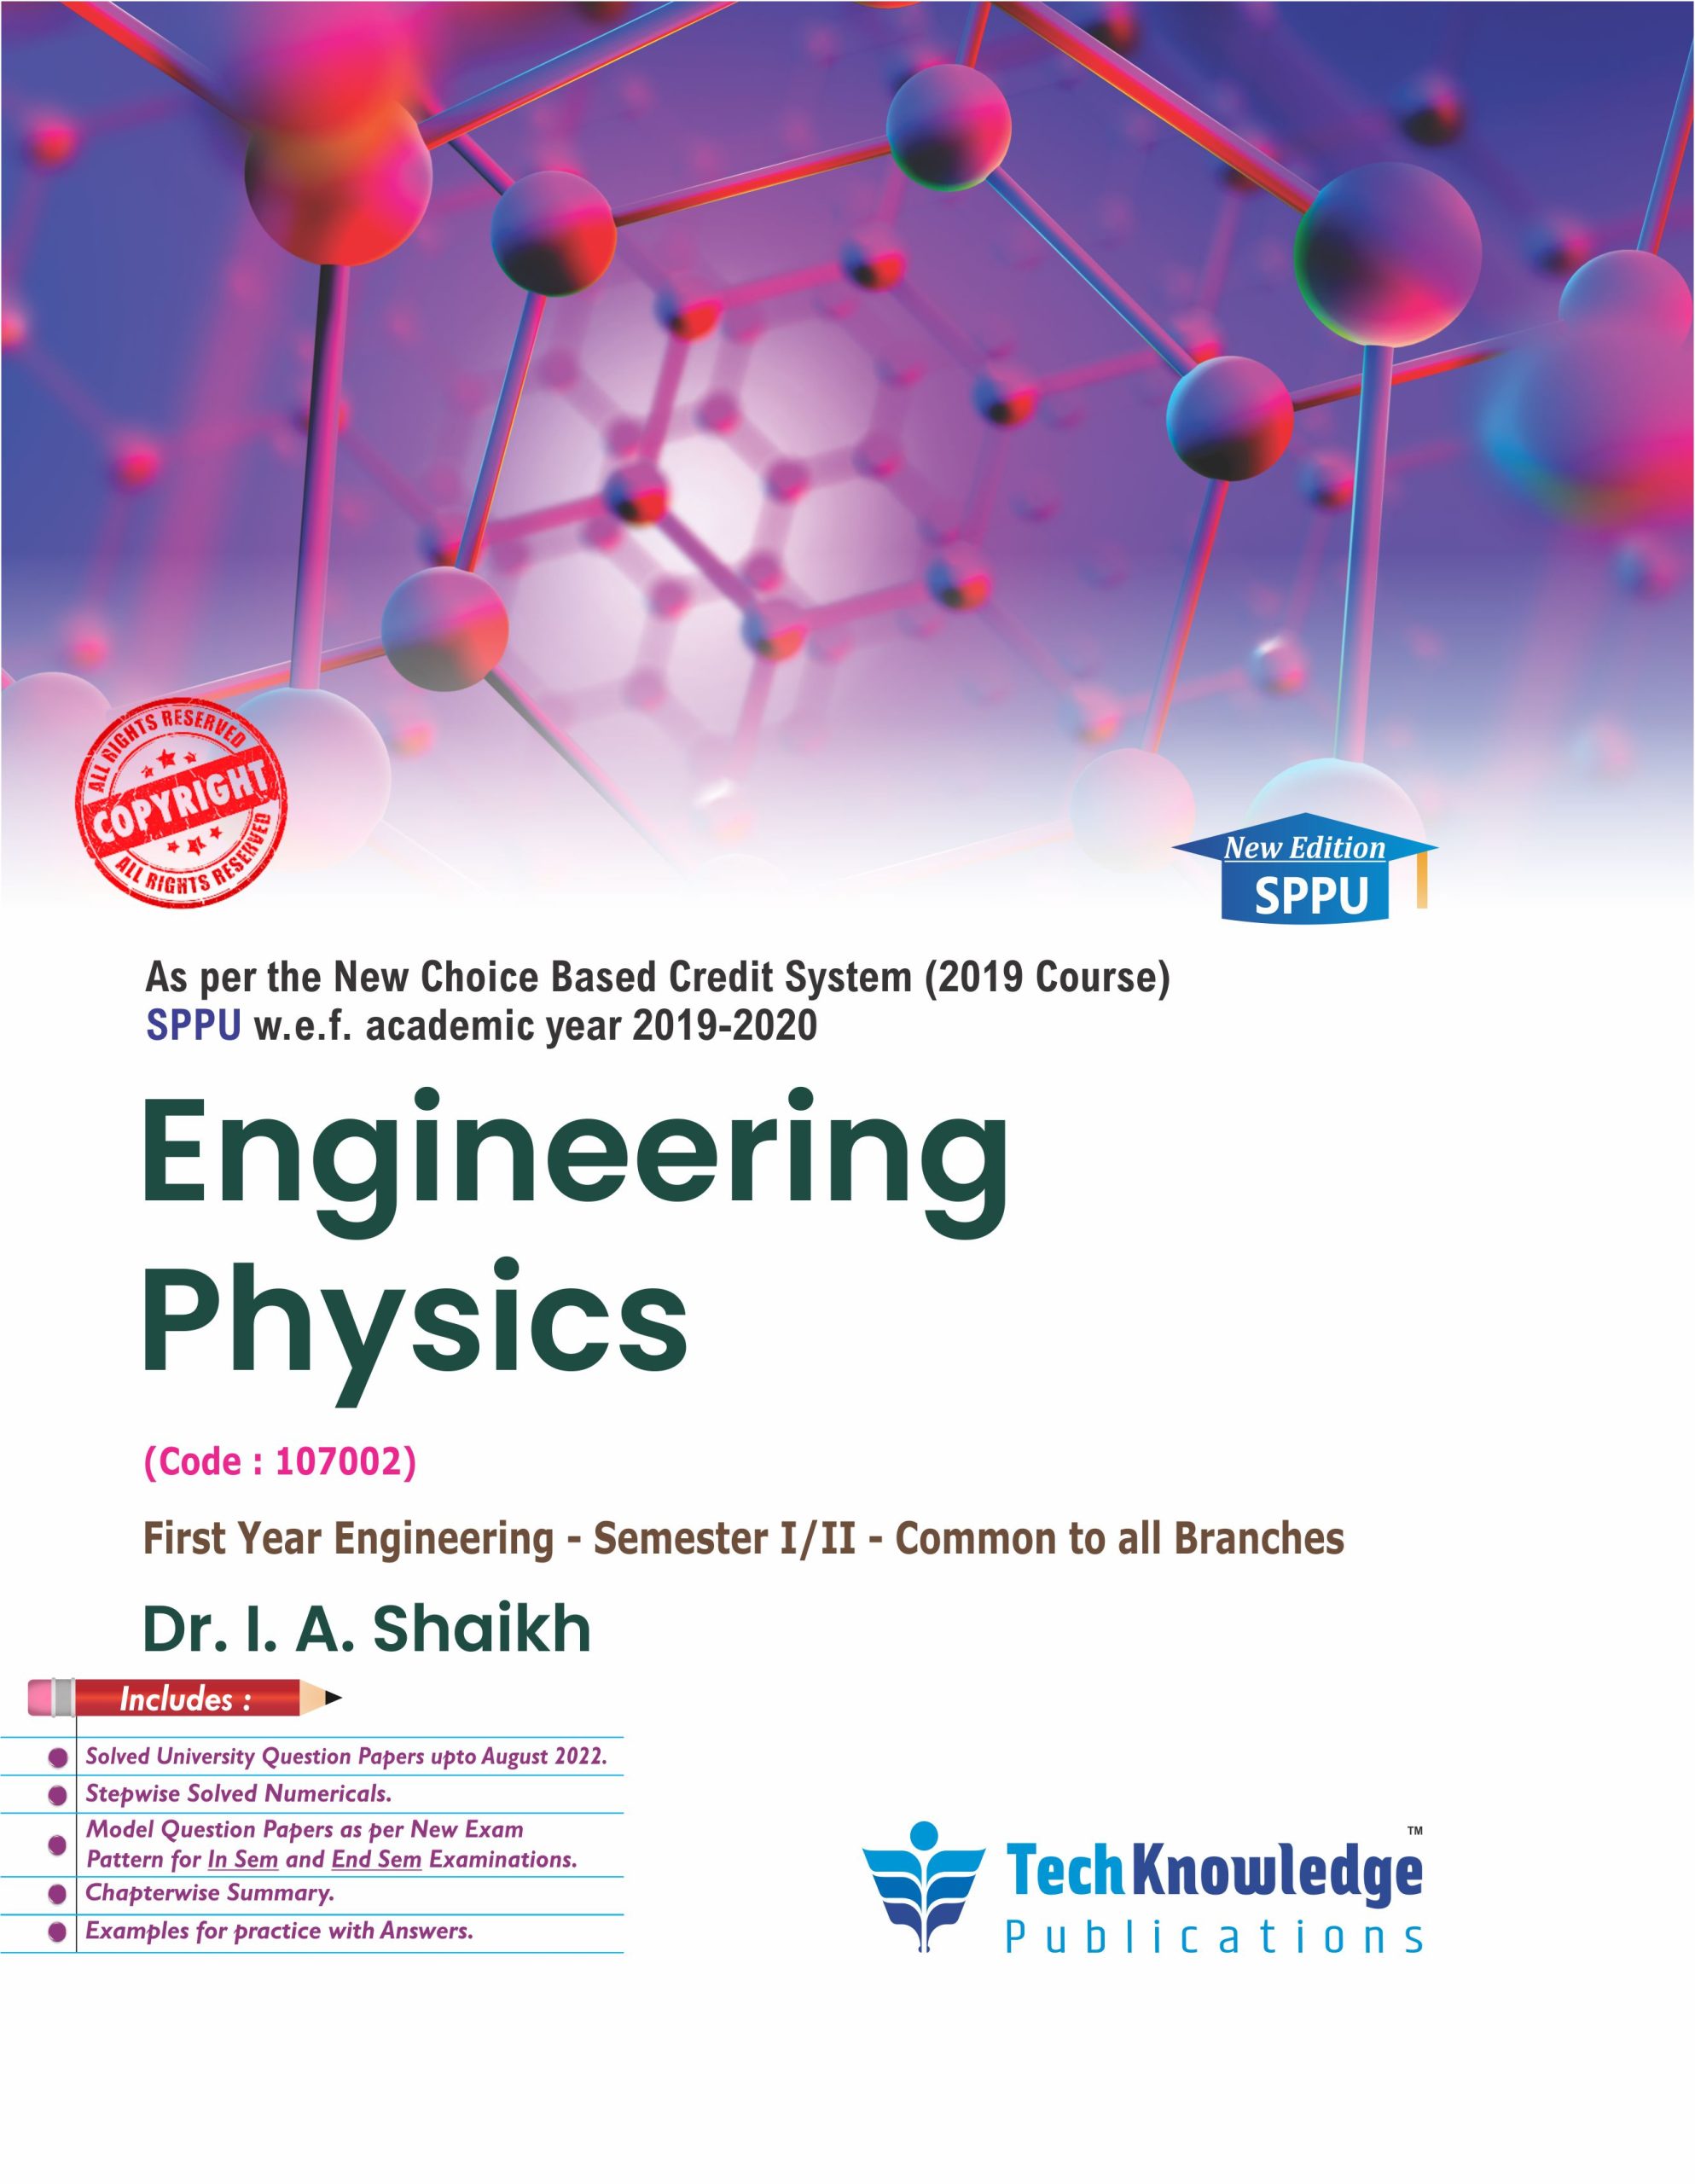 ALL RIGHTS RESERVED
COPYRIGHT
ALL RIGHTS RESERVED
New Edition
SPPU
As per the New Choice Based Credit System (2019 Course)
SPPU w.e.f. academic year 2019-2020
Engineering
Physics
(Code : 107002)
First Year Engineering - Semester I/II - Common to all Branches
Dr. I. A. Shaikh
Includes :
Solved University Question Papers upto August 2022.
Stepwise Solved Numericals.
Model Question Papers as per New Exam
Pattern for In Sem and End Sem Examinations.
Chapterwise Summary.
Examples for practice with Answers.
TechKnowledge™
Publications